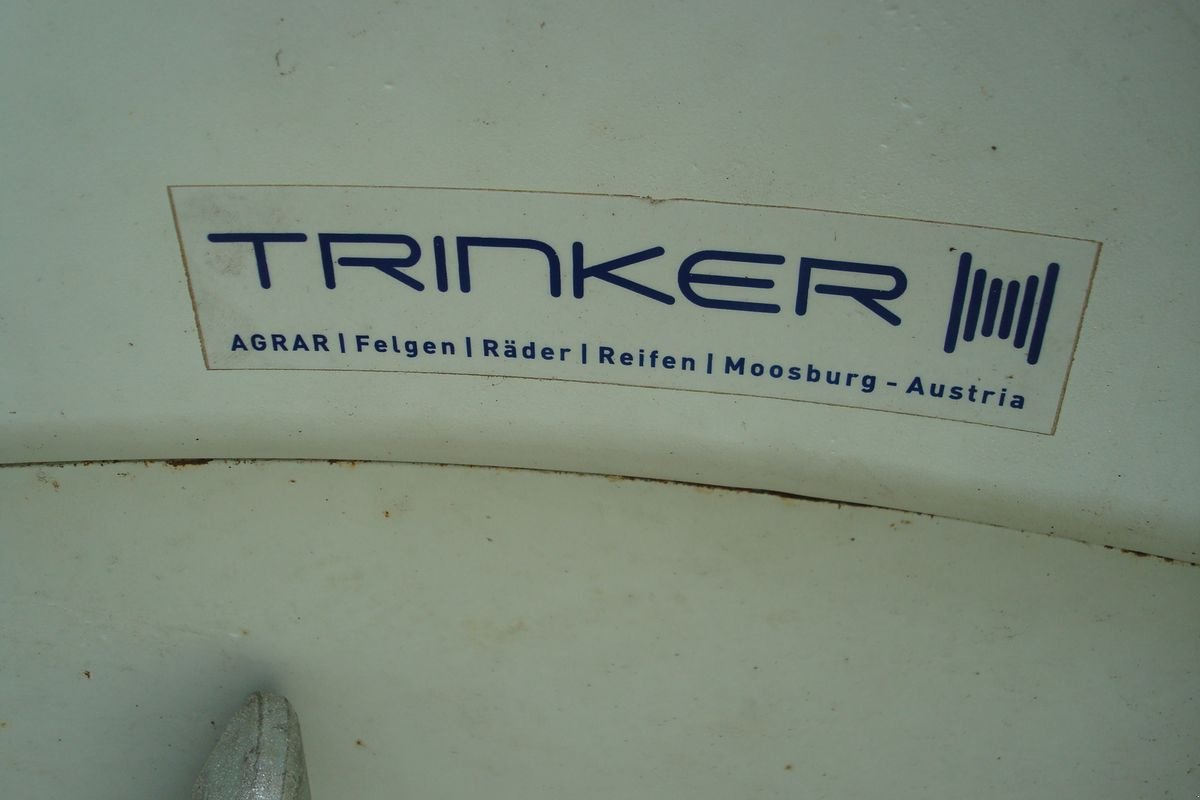 TRINKER
AGRAR | Felgen | Räder | Reifen | Moosburg - Austria